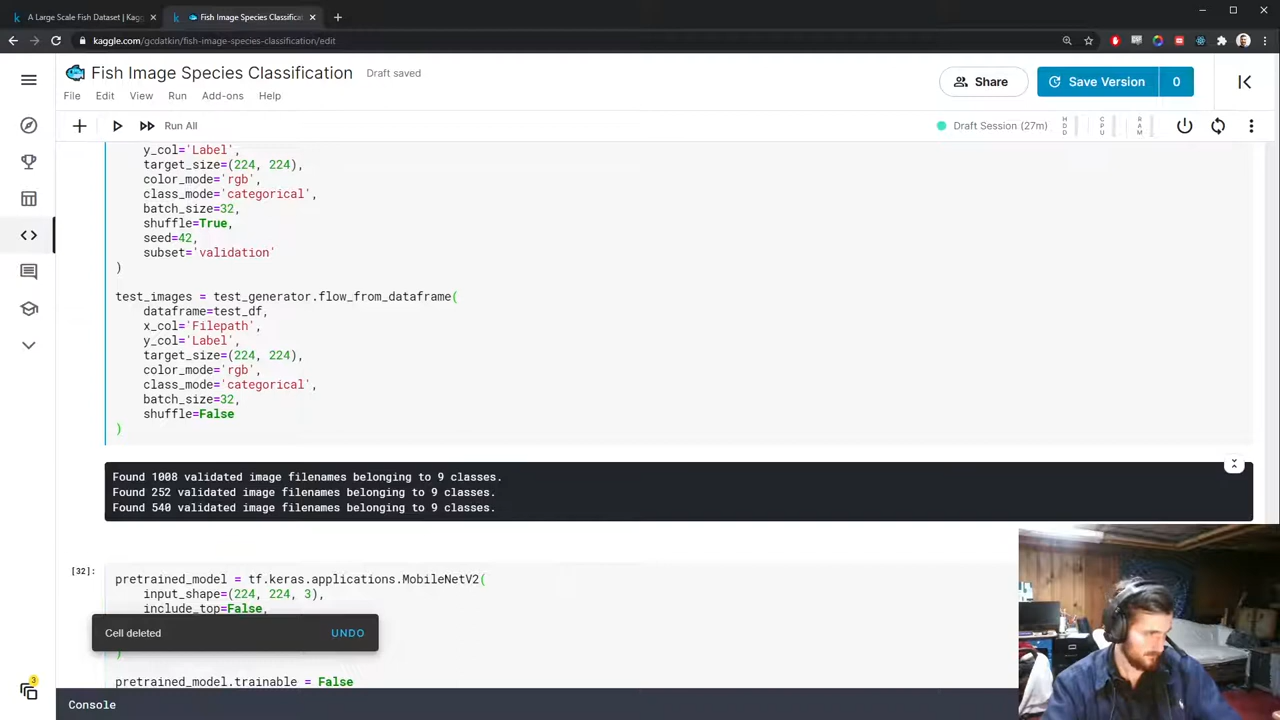 A Large Scale Fish Dataset | Kagg
Fish Image Species Classificatio
kaggle.com/gcdatkin/fish-image-species-classification/edit
Fish Image Species Classification
Draft saved
Share
Save Version
0
File
Edit
View
Run
Add-ons
Help
Run All
Draft Session (27m)
HDD
CPU
RAM
y_col='Label',
target_size=(224, 224),
color_mode='rgb',
class_mode='categorical',
batch_size=32,
shuffle=True,
seed=42,
subset='validation'
)
test_images = test_generator.flow_from_dataframe(
dataframe=test_df,
x_col='Filepath',
y_col='Label',
target_size=(224, 224),
color_mode='rgb',
class_mode='categorical',
batch_size=32,
shuffle=False
)
Found 1008 validated image filenames belonging to 9 classes.
Found 252 validated image filenames belonging to 9 classes.
Found 540 validated image filenames belonging to 9 classes.
[32]:
pretrained_model = tf.keras.applications.MobileNetV2(
input_shape=(224, 224, 3),
include_top=False,
Cell deleted
UNDO
)
pretrained_model.trainable = False
3
Console